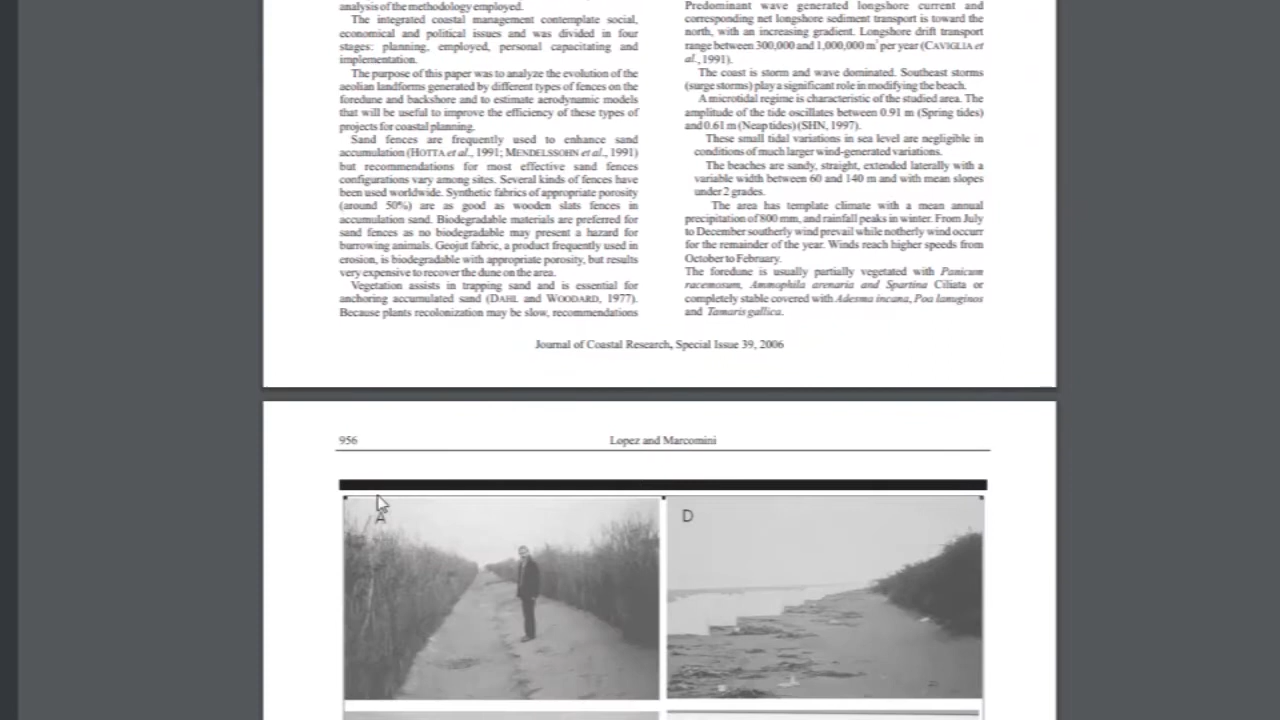 analysis of the methodology employed.
The integrated coastal management contemplate social,
economical and political issues and was divided in four
stages: planning, employed, personal capacitating and
implementation.
The purpose of this paper was to analyze the evolution of the
aeolian landforms generated by different types of fences on the
foredune and backshore and to estimate aerodynamic models
that will be useful to improve the efficiency of these types of
projects for coastal planning.
Sand fences are frequently used to enhance sand
accumulation (HOTTA et al., 1991; MENDELSSOHN et al., 1991)
but recommendations for most effective sand fences
configurations vary among sites. Several kinds of fences have
been used worldwide. Synthetic fabrics of appropriate porosity
(around 50%) are as good as wooden slats fences in
accumulation sand. Biodegradable materials are preferred for
sand fences as no biodegradable may present a hazard for
burrowing animals. Geojut fabric, a product frequently used in
erosion, is biodegradable with appropriate porosity, but results
very expensive to recover the dune on the area.
Vegetation assists in trapping sand and is essential for
anchoring accumulated sand (DAHL and WOODARD, 1977).
Because plants recolonization may be slow, recommendations
Predominant wave generated longshore current and
corresponding net longshore sediment transport is toward the
north, with an increasing gradient. Longshore drift transport
range between 300,000 and 1,000,000 m³ per year (CAVIGLIA et
al., 1991).
The coast is storm and wave dominated. Southeast storms
(surge storms) play a significant role in modifying the beach.
A microtidal regime is characteristic of the studied area. The
amplitude of the tide oscillates between 0.91 m (Spring tides)
and 0.61 m (Neap tides) (SHN, 1997).
These small tidal variations in sea level are negligible in
conditions of much larger wind-generated variations.
The beaches are sandy, straight, extended laterally with a
variable width between 60 and 140 m and with mean slopes
under 2 grades.
The area has template climate with a mean annual
precipitation of 800 mm, and rainfall peaks in winter. From July
to December southerly wind prevail while notherly wind occurr
for the remainder of the year. Winds reach higher speeds from
October to February.
The foredune is usually partially vegetated with Panicum
racemosum, Ammophila arenaria and Spartina Ciliata or
completely stable covered with Adesma incana, Poa lanuginos
and Tamaris gallica.
Journal of Coastal Research, Special Issue 39, 2006
956
Lopez and Marcomini
A
D